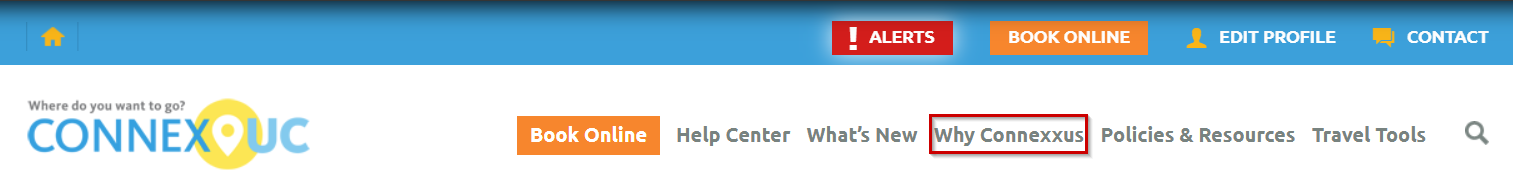 ALERTS BOOK ONLINE EDIT PROFILE CONTACT
Where do you want to go?
CONNEXUC
Book Online Help Center What's New Why Connexxus Policies & Resources Travel Tools